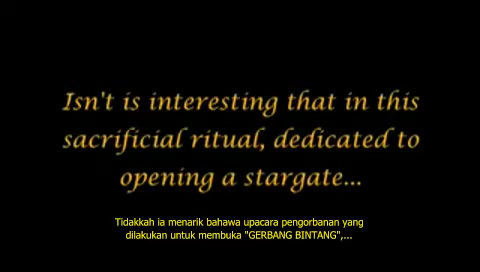 Isn't is interesting that in this
sacrificial ritual, dedicated to
opening a stargate...
Tidakkah ia menarik bahawa upacara pengorbanan yang
dilakukan untuk membuka "GERBANG BINTANG",...